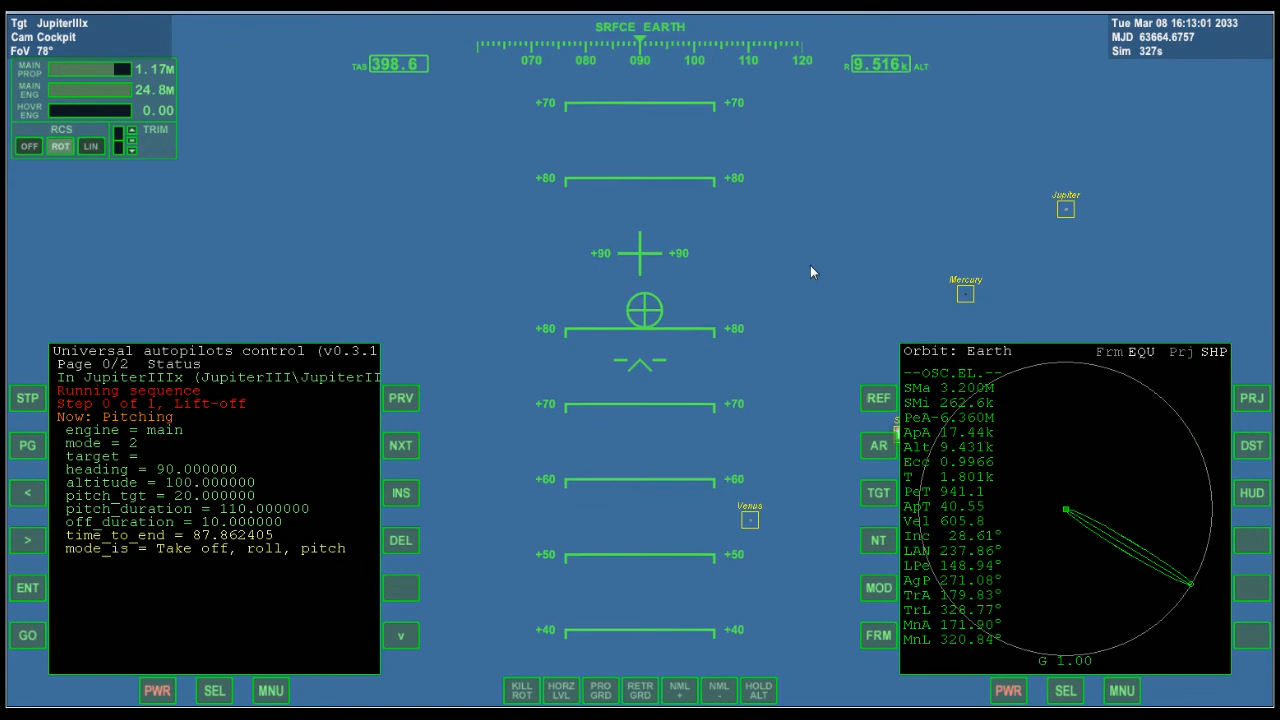 Tgt JupiterIIIx
Cam Cockpit
FoV 78°
SRFCE EARTH
Tue Mar 08 16:13:01 2033
MJD 63664.6757
Sim 327s
MAIN PROP 1.17M
MAIN ENG 24.8M
HOVR ENG 0.00
RCS TRIM
OFF ROT LIN
TAS 398.6
070 080 090 100 110 120
R 9.516k ALT
+70 +70
+80 +80
+90 +90
+80 +80
+70 +70
+60 +60
+50 +50
+40 +40
Jupiter
Mercury
Venus
Universal autopilots control (v0.3.1
Page 0/2 Status
In JupiterIIIx (JupiterIII\JupiterII
Running sequence
Step 0 of 1, Lift-off
Now: Pitching
engine = main
mode = 2
target =
heading = 90.000000
altitude = 100.000000
pitch_tgt = 20.000000
pitch_duration = 110.000000
off_duration = 10.000000
time_to_end = 87.862405
mode_is = Take off, roll, pitch
STP
PG
<
>
ENT
GO
PRV
NXT
INS
DEL
v
PWR SEL MNU
KILL ROT
HORZ LVL
PRO GRD
RETR GRD
NML +
NML -
HOLD ALT
Orbit: Earth Frm EQU Prj SHP
--OSC.EL.--
SMa 3.200M
SMi 262.6k
PeA-6.360M
ApA 17.44k
Alt 9.431k
Ecc 0.9966
T 1.801k
PeT 941.1
ApT 40.55
Vel 605.8
Inc 28.61°
LAN 237.86°
LPe 148.94°
AgP 271.08°
TrA 179.83°
TrL 328.77°
MnA 171.90°
MnL 320.84°
G 1.00
REF
AR
TGT
NT
MOD
FRM
PRJ
DST
HUD
PWR SEL MNU